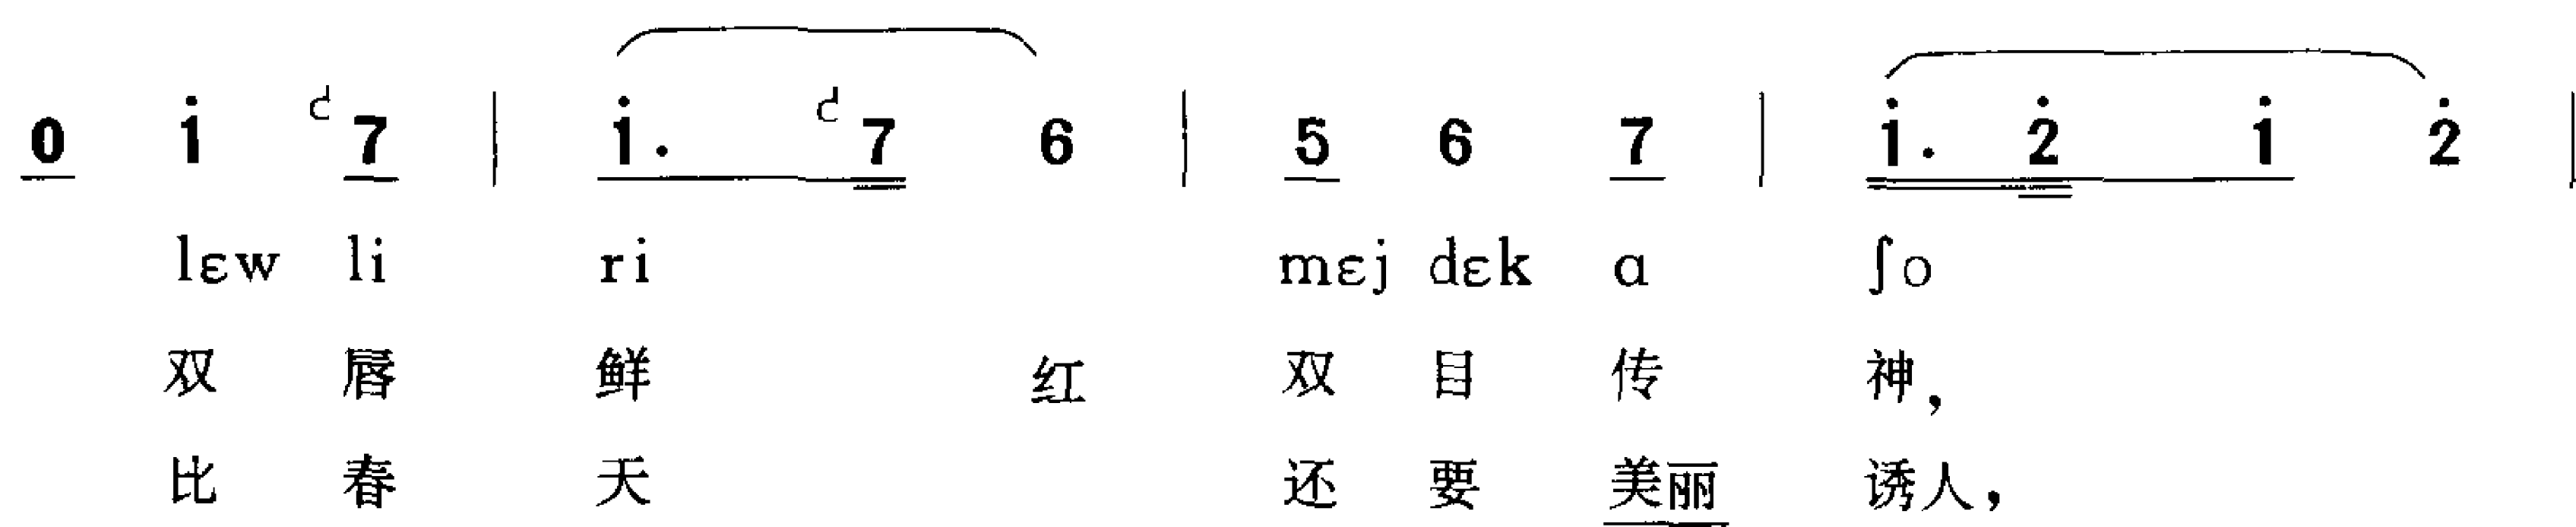 0 i̇ 7 | i̇. 7 6 | 5 6 7 | i̇. 2̇ i̇ 2̇ |
lɛw li ri mɛj dɛk ɑ ʃo
双 唇 鲜 红 双 目 传 神,
比 春 天 还 要 美丽 诱人,